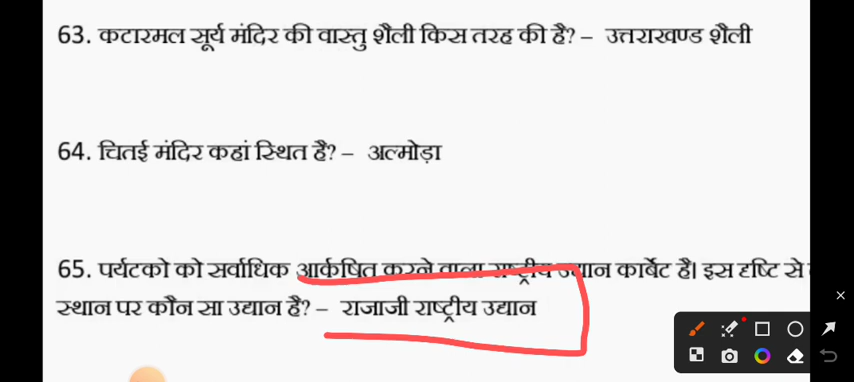 63. कटारमल सूर्य मंदिर की वास्तु शैली किस तरह की है? – उत्तराखण्ड शैली
64. चितई मंदिर कहां स्थित है? – अल्मोड़ा
65. पर्यटको को सर्वाधिक आर्कषित करने वाला राष्ट्रीय उद्यान कार्बेट है। इस दृष्टि से
स्थान पर कौन सा उद्यान है? – राजाजी राष्ट्रीय उद्यान